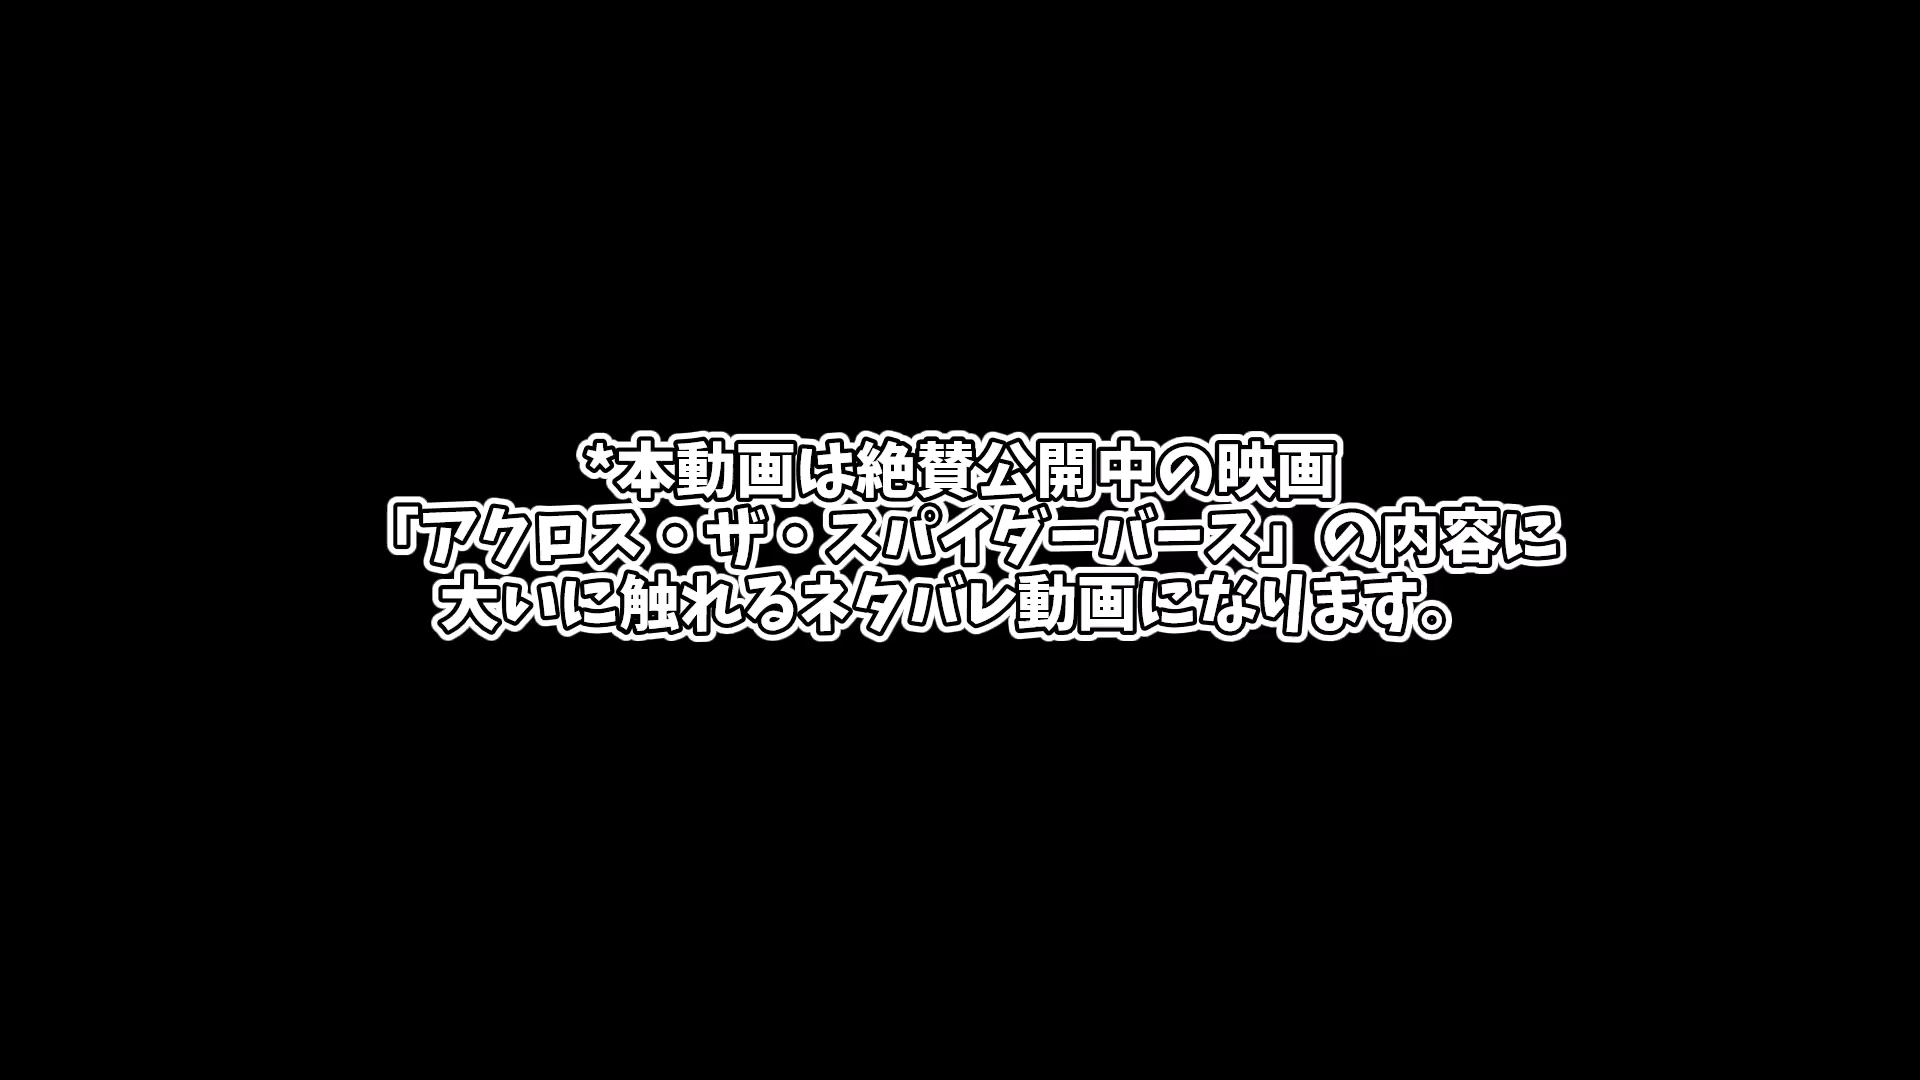 *本動画は絶賛公開中の映画
「アクロス・ザ・スパイダーバース」の内容に
大いに触れるネタバレ動画になります。